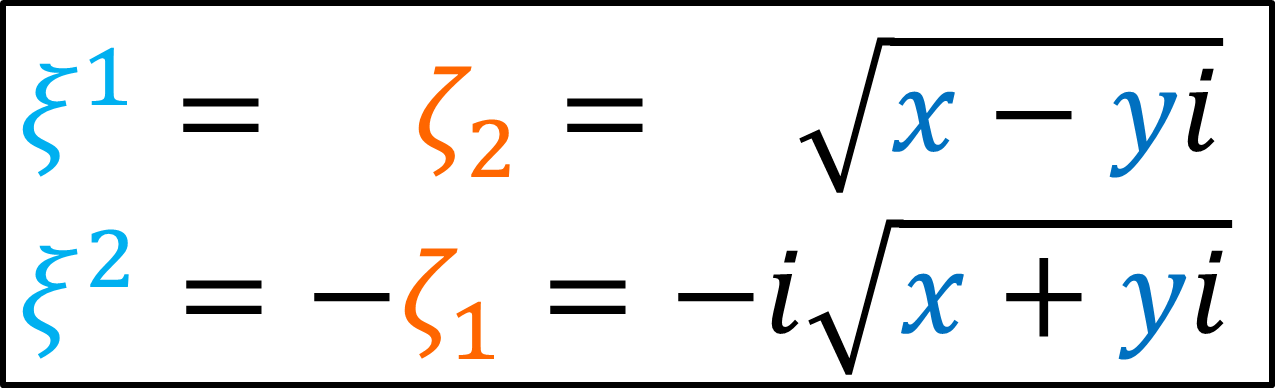 ξ¹ = ζ₂ = √(x − yi)
ξ² = −ζ₁ = −i√(x + yi)